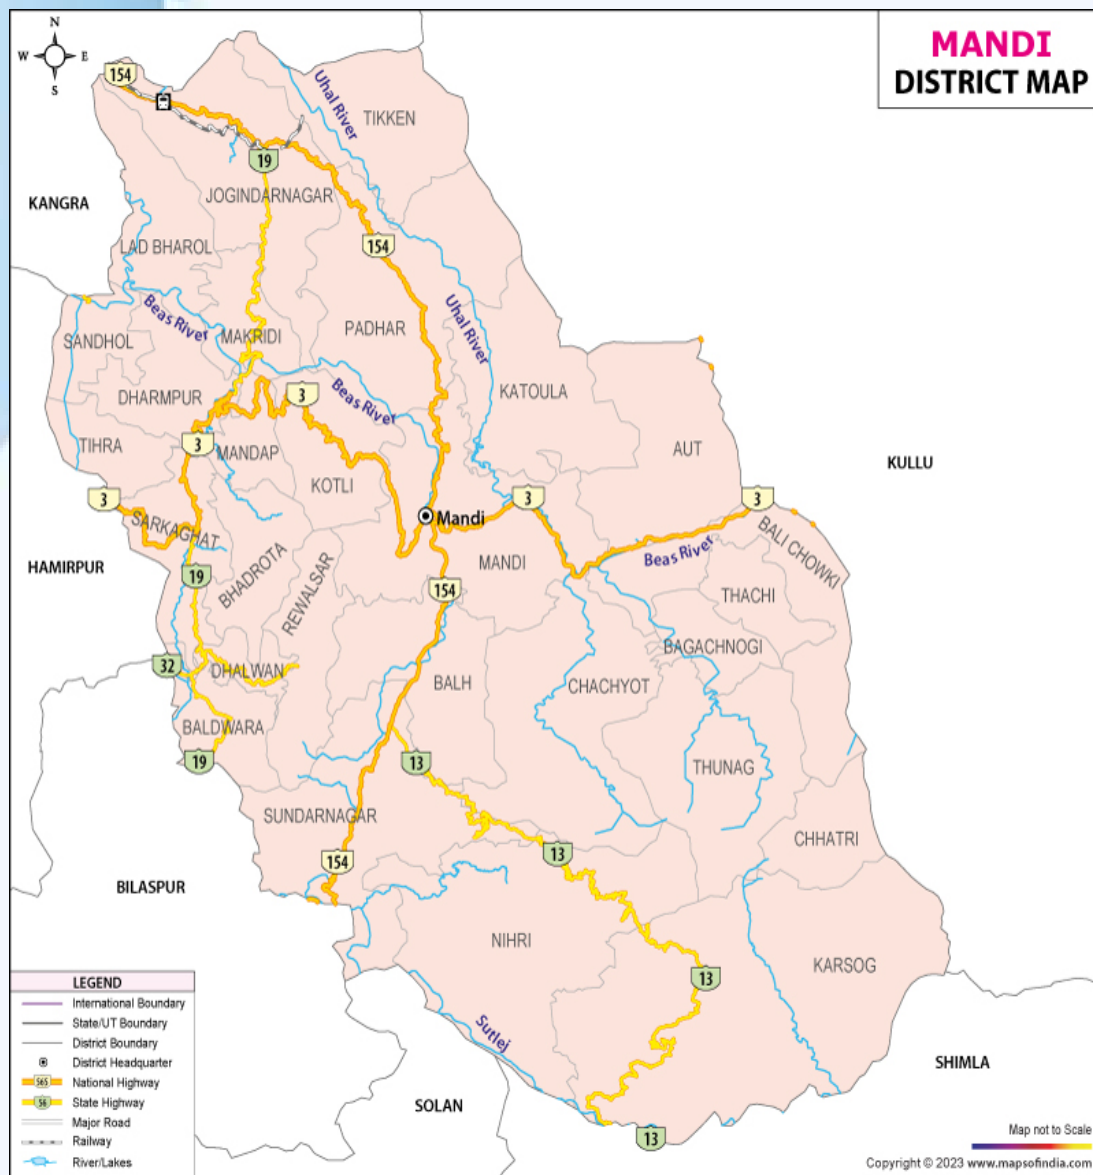 N
W E
S
MANDI
DISTRICT MAP
154
Uhal River
TIKKEN
19
KANGRA
JOGINDARNAGAR
LAD BHAROL
154
Beas River
Uhal River
SANDHOL
MAKRIDI
PADHAR
DHARMPUR
3
Beas River
KATOULA
TIHRA
3
MANDAP
AUT
KULLU
KOTLI
3
3
3
SARKAGHAT
Mandi
BALI CHOWKI
HAMIRPUR
BHADROTA
REWALSAR
MANDI
Beas River
19
154
THACHI
BAGACHNOGI
32
DHALWAN
BALH
CHACHYOT
BALDWARA
19
13
THUNAG
SUNDARNAGAR
CHHATRI
154
13
BILASPUR
NIHRI
KARSOG
13
Sutlej
SHIMLA
SOLAN
13
LEGEND
International Boundary
State/UT Boundary
District Boundary
District Headquarter
565 National Highway
56 State Highway
Major Road
Railway
River/Lakes
Map not to Scale
Copyright © 2023 www.mapsofindia.com